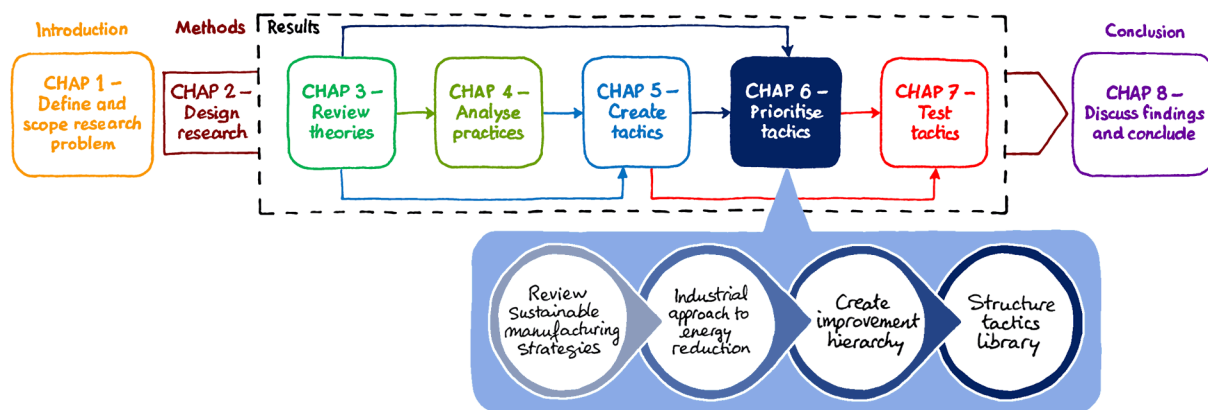 Introduction
Methods
Results
Conclusion
CHAP 1 –
Define and
scope research
problem
CHAP 2 –
Design
research
CHAP 3 –
Review
theories
CHAP 4 –
Analyse
practices
CHAP 5 –
Create
tactics
CHAP 6 –
Prioritise
tactics
CHAP 7 –
Test
tactics
CHAP 8 –
Discuss findings
and conclude
Review
Sustainable
manufacturing
strategies
Industrial
approach to
energy
reduction
Create
improvement
hierarchy
Structure
tactics
library